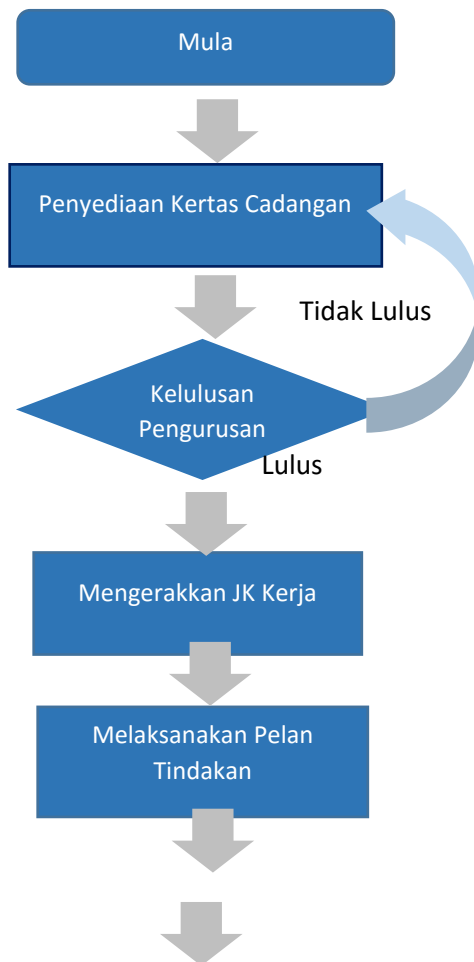 Mula
Penyediaan Kertas Cadangan
Tidak Lulus
Kelulusan
Pengurusan
Lulus
Mengerakkan JK Kerja
Melaksanakan Pelan
Tindakan